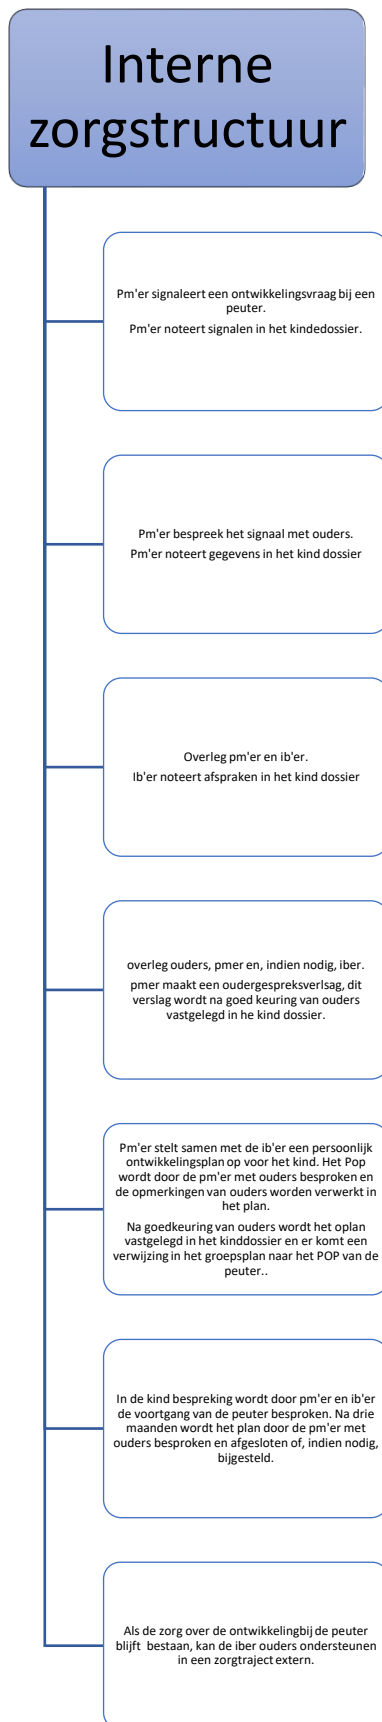 Interne
zorgstructuur
Pm'er signaleert een ontwikkelingsvraag bij een
peuter.
Pm'er noteert signalen in het kindedossier.
Pm'er bespreek het signaal met ouders.
Pm'er noteert gegevens in het kind dossier
Overleg pm'er en ib'er.
Ib'er noteert afspraken in het kind dossier
overleg ouders, pmer en, indien nodig, iber.
pmer maakt een oudergespreksverlsag, dit
verslag wordt na goed keuring van ouders
vastgelegd in he kind dossier.
Pm'er stelt samen met de ib'er een persoonlijk
ontwikkelingsplan op voor het kind. Het Pop
wordt door de pm'er met ouders besproken en
de opmerkingen van ouders worden verwerkt in
het plan.
Na goedkeuring van ouders wordt het oplan
vastgelegd in het kinddossier en er komt een
verwijzing in het groepsplan naar het POP van de
peuter..
In de kind bespreking wordt door pm'er en ib'er
de voortgang van de peuter besproken. Na drie
maanden wordt het plan door de pm'er met
ouders besproken en afgesloten of, indien nodig,
bijgesteld.
Als de zorg over de ontwikkelingbij de peuter
blijft bestaan, kan de iber ouders ondersteunen
in een zorgtraject extern.